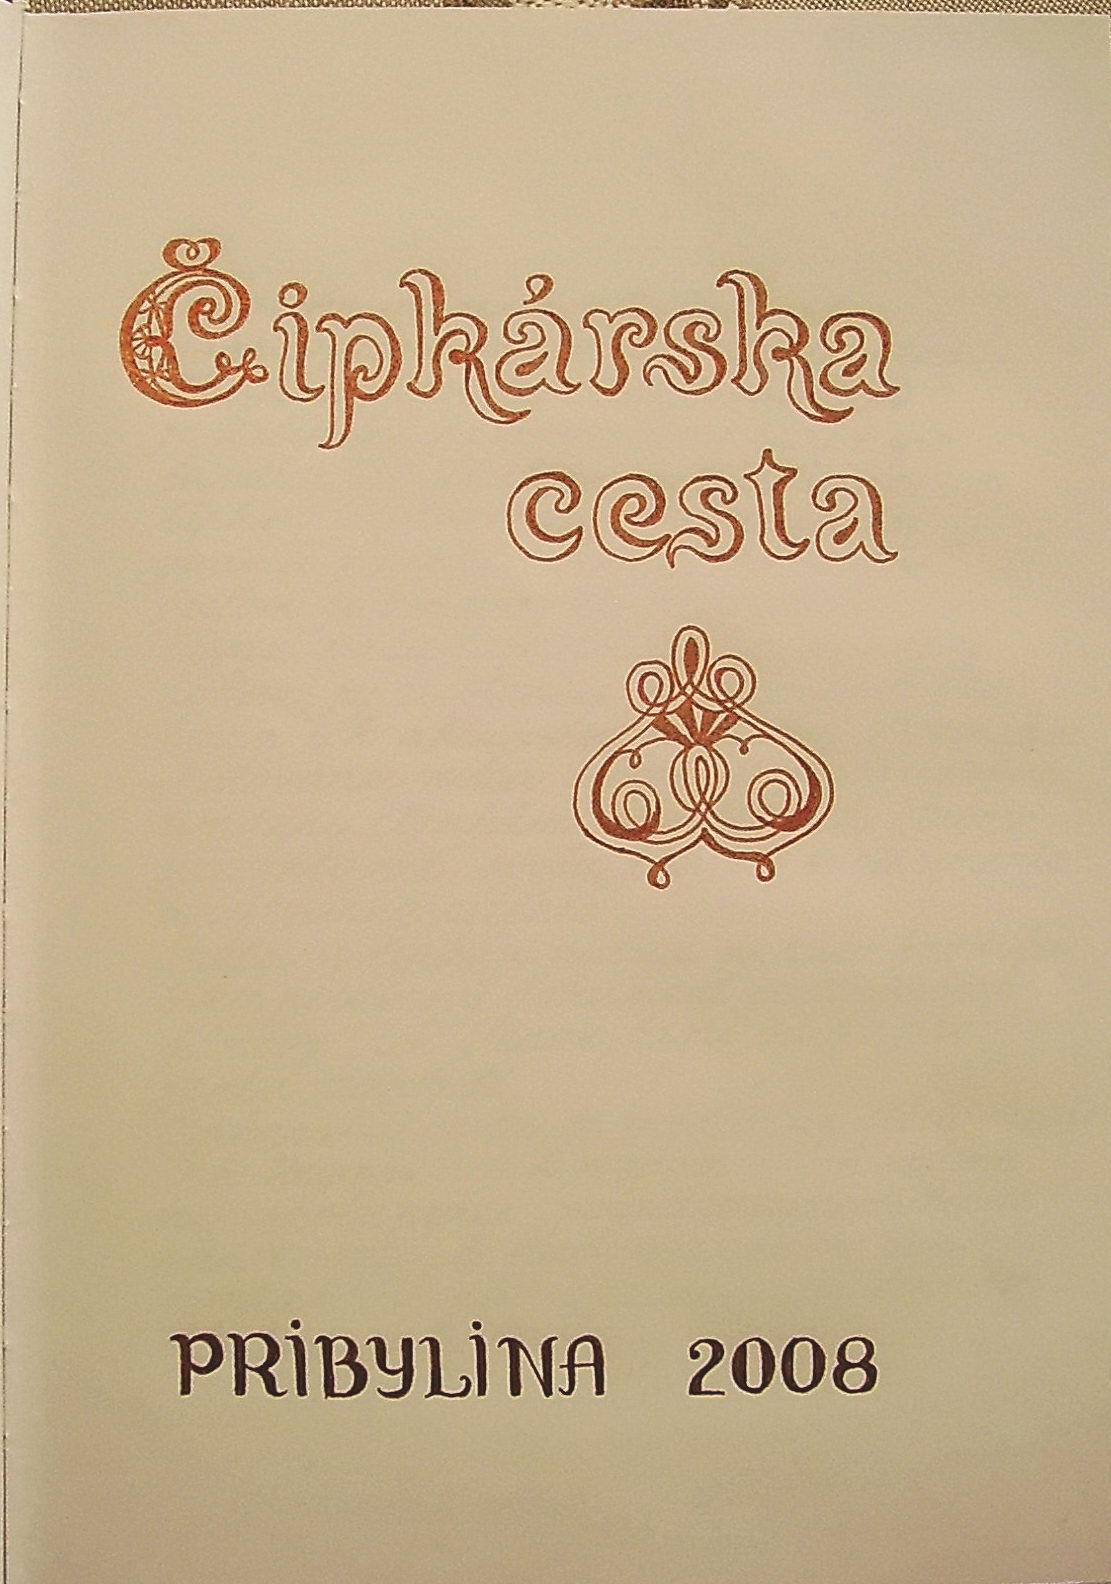 Čipkárska
cesta
PRIBYLINA 2008